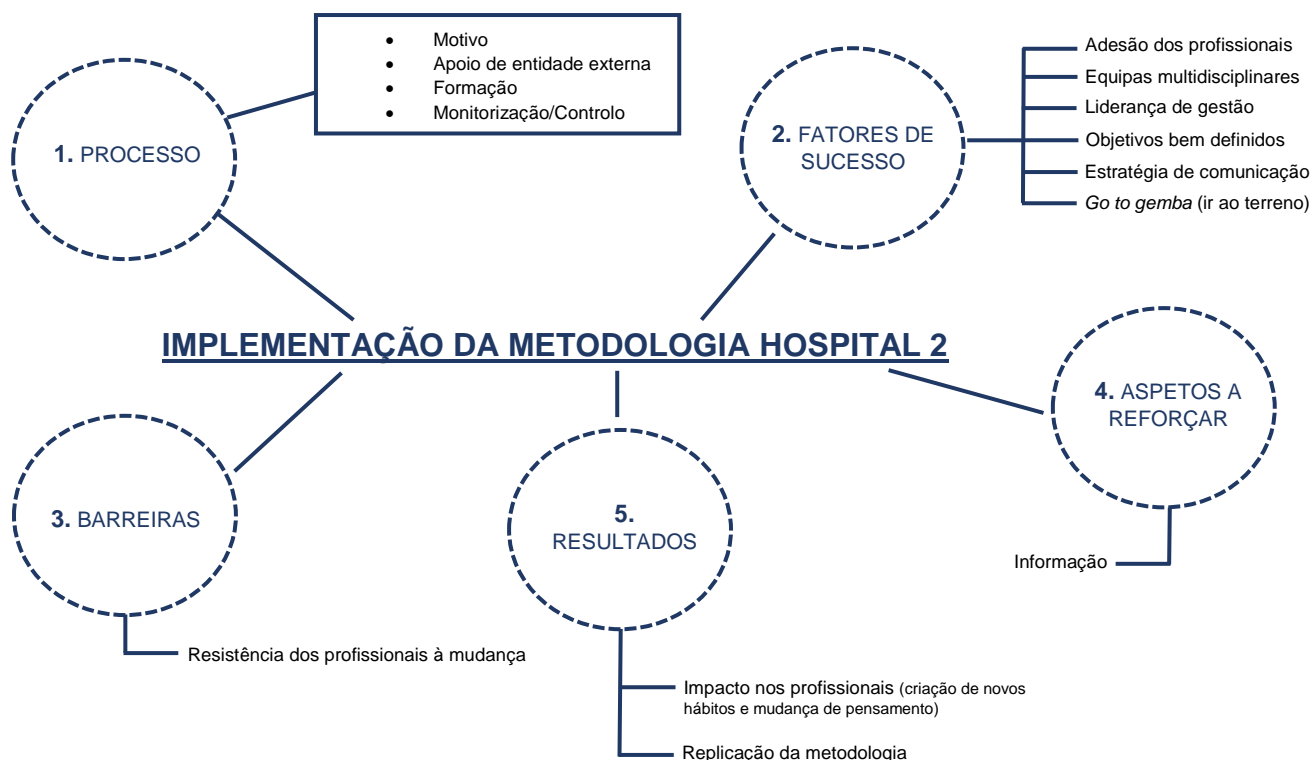 • Motivo
• Apoio de entidade externa
• Formação
• Monitorização/Controlo
1. PROCESSO
2. FATORES DE
SUCESSO
Adesão dos profissionais
Equipas multidisciplinares
Liderança de gestão
Objetivos bem definidos
Estratégia de comunicação
Go to gemba (ir ao terreno)
IMPLEMENTAÇÃO DA METODOLOGIA HOSPITAL 2
3. BARREIRAS
Resistência dos profissionais à mudança
5.
RESULTADOS
Impacto nos profissionais (criação de novos
hábitos e mudança de pensamento)
Replicação da metodologia
4. ASPETOS A
REFORÇAR
Informação